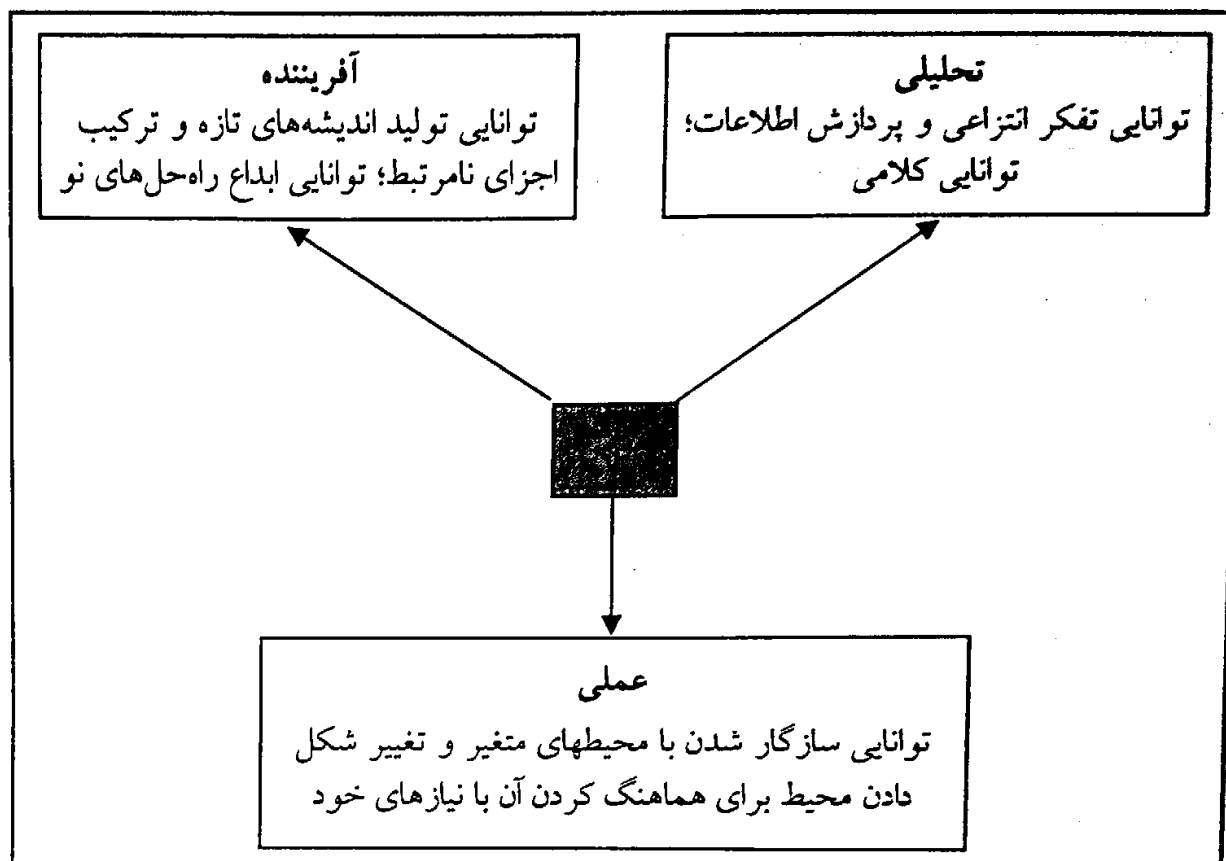 تحلیلی
توانایی تفکر انتزاعی و پردازش اطلاعات؛
توانایی کلامی
آفریننده
توانایی تولید اندیشه‌های تازه و ترکیب
اجزای نامرتبط؛ توانایی ابداع راه‌حل‌های نو
عملی
توانایی سازگار شدن با محیطهای متغیر و تغییر شکل
دادن محیط برای هماهنگ کردن آن با نیازهای خود